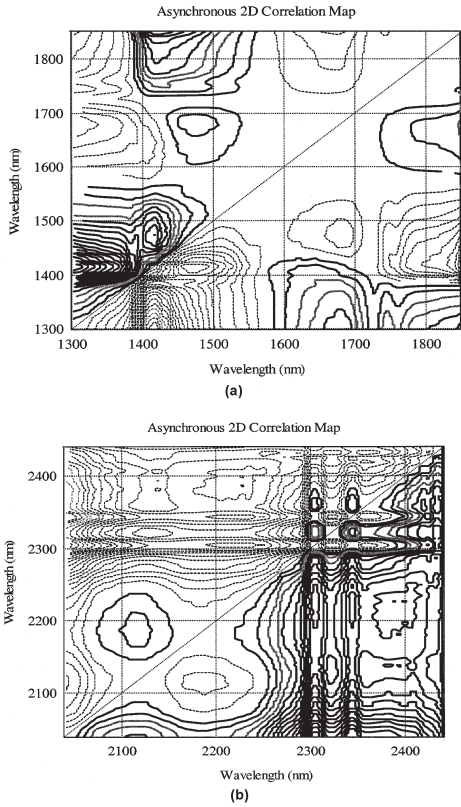 Asynchronous 2D Correlation Map
1800
1700
1600
1500
1400
1300
Wavelength (nm)
1300 1400 1500 1600 1700 1800
Wavelength (nm)
(a)
Asynchronous 2D Correlation Map
2400
2300
2200
2100
Wavelength (nm)
2100 2200 2300 2400
Wavelength (nm)
(b)